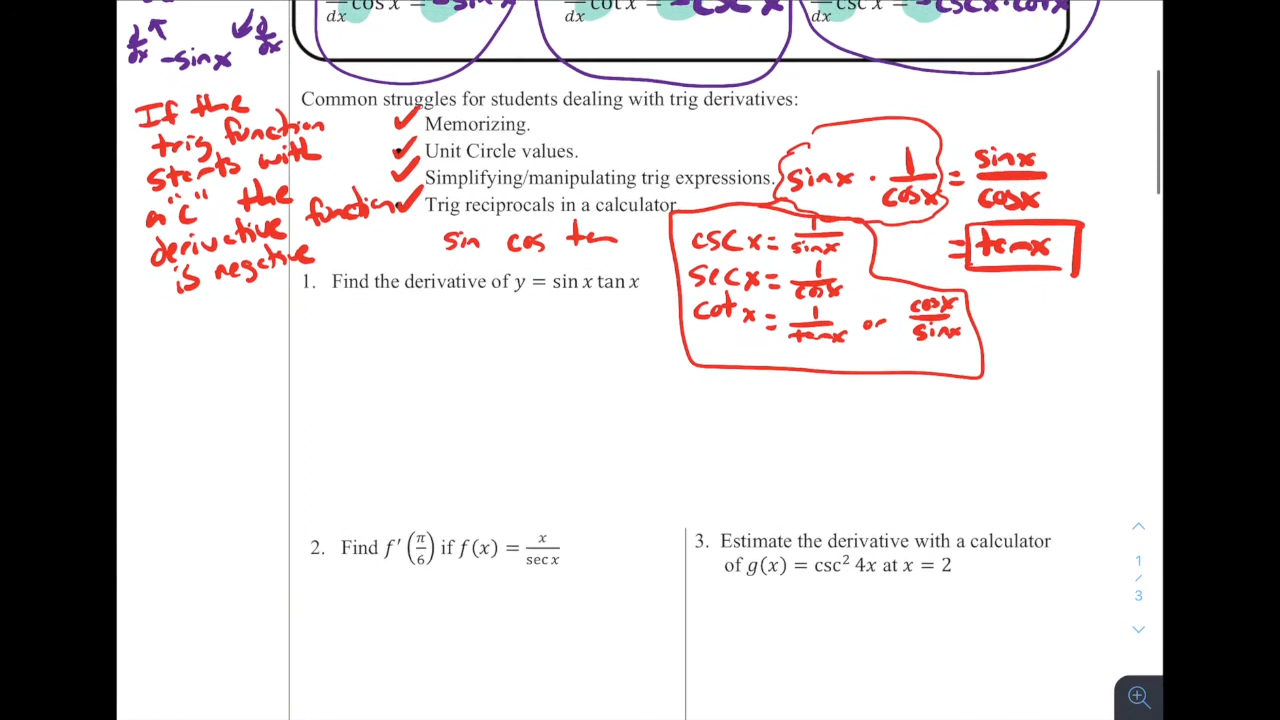 d/dx cos x = -sin x
d/dx cot x = -csc² x
d/dx csc x = -csc x · cot x
d/dx ↑
↙ d/dx
-sin x
If the
trig function
starts with
a "c" the
derivative function
is negative
Common struggles for students dealing with trig derivatives:
✓ Memorizing.
✓ Unit Circle values.
✓ Simplifying/manipulating trig expressions.
✓ Trig reciprocals in a calculator
sin cos tan
sin x · 1/cos x = sin x/cos x
= tan x
csc x = 1/sin x
sec x = 1/cos x
cot x = 1/tan x or cos x/sin x
1. Find the derivative of y = sin x tan x
2. Find f′(π/6) if f(x) = x/sec x
3. Estimate the derivative with a calculator
of g(x) = csc² 4x at x = 2
1
/
3